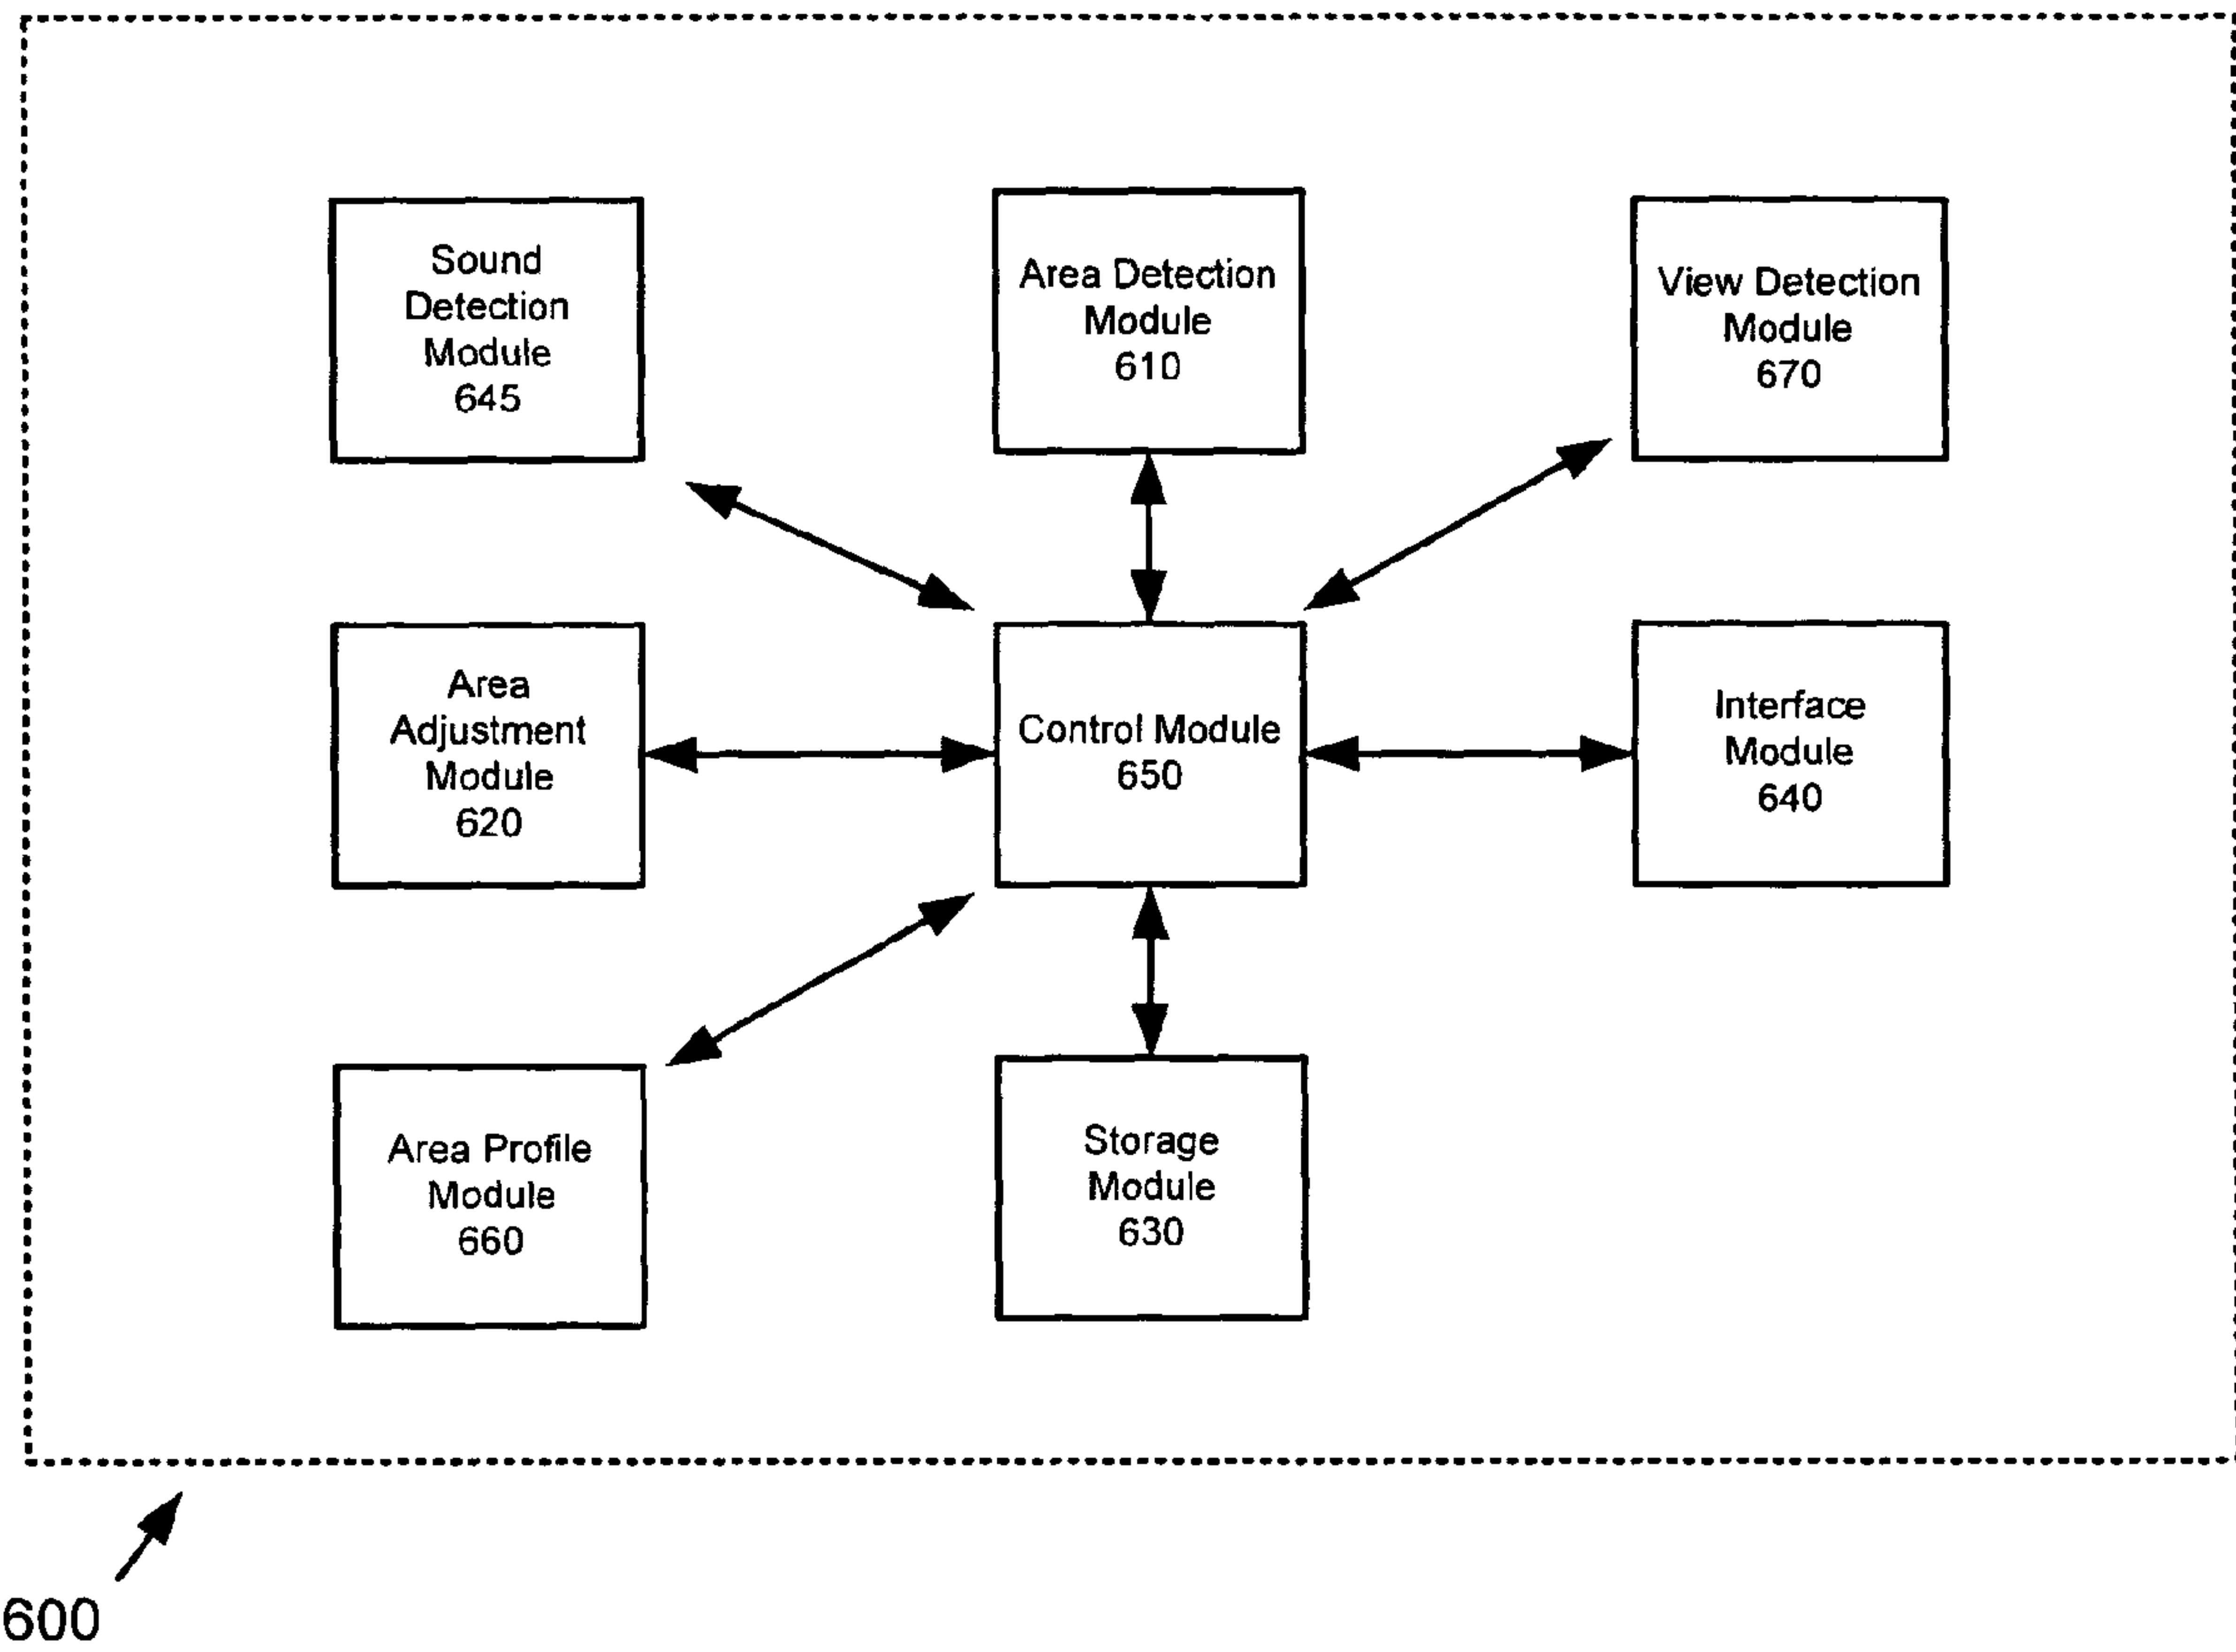 Sound
Detection
Module
645
Area Detection
Module
610
View Detection
Module
670
Area
Adjustment
Module
620
Control Module
650
Interface
Module
640
Area Profile
Module
660
Storage
Module
630
600